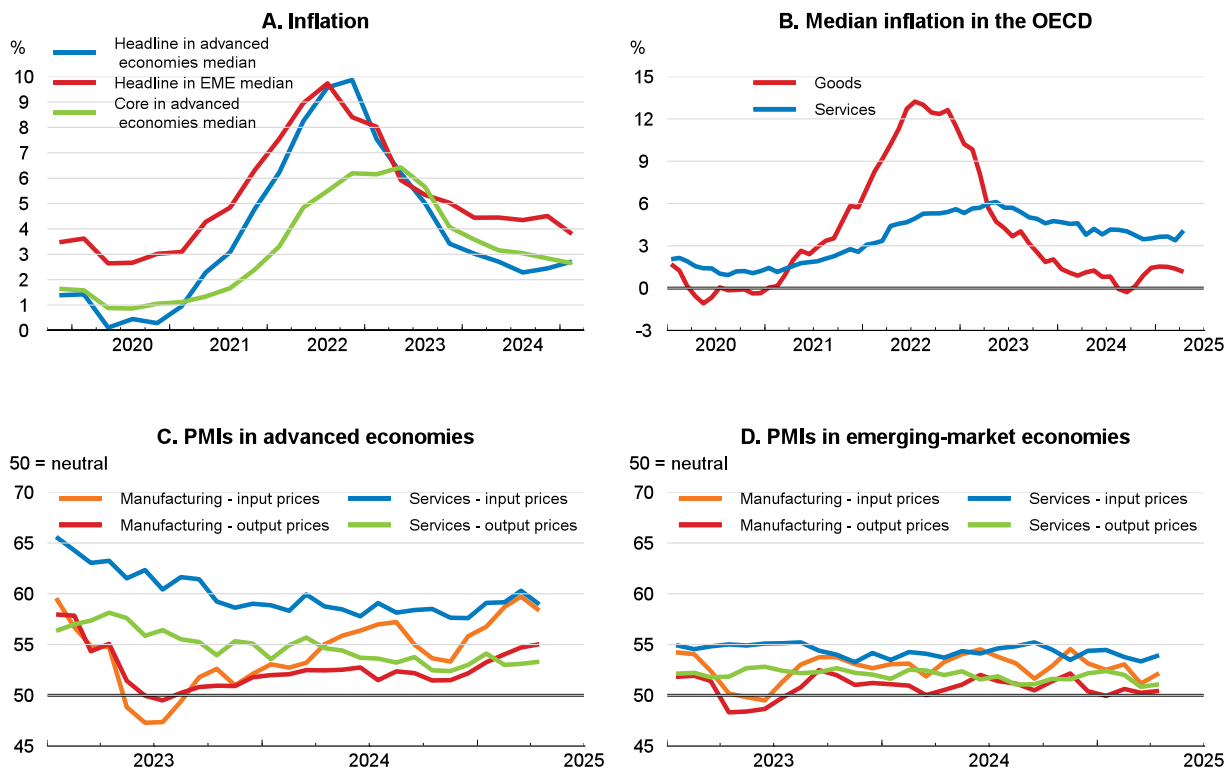 A. Inflation
%
Headline in advanced
economies median
Headline in EME median
Core in advanced
economies median
10
9
8
7
6
5
4
3
2
1
0
2020 2021 2022 2023 2024
B. Median inflation in the OECD
%
Goods
Services
15
12
9
6
3
0
-3
2020 2021 2022 2023 2024 2025
C. PMIs in advanced economies
50 = neutral
Manufacturing - input prices Services - input prices
Manufacturing - output prices Services - output prices
70
65
60
55
50
45
2023 2024 2025
D. PMIs in emerging-market economies
50 = neutral
Manufacturing - input prices Services - input prices
Manufacturing - output prices Services - output prices
70
65
60
55
50
45
2023 2024 2025